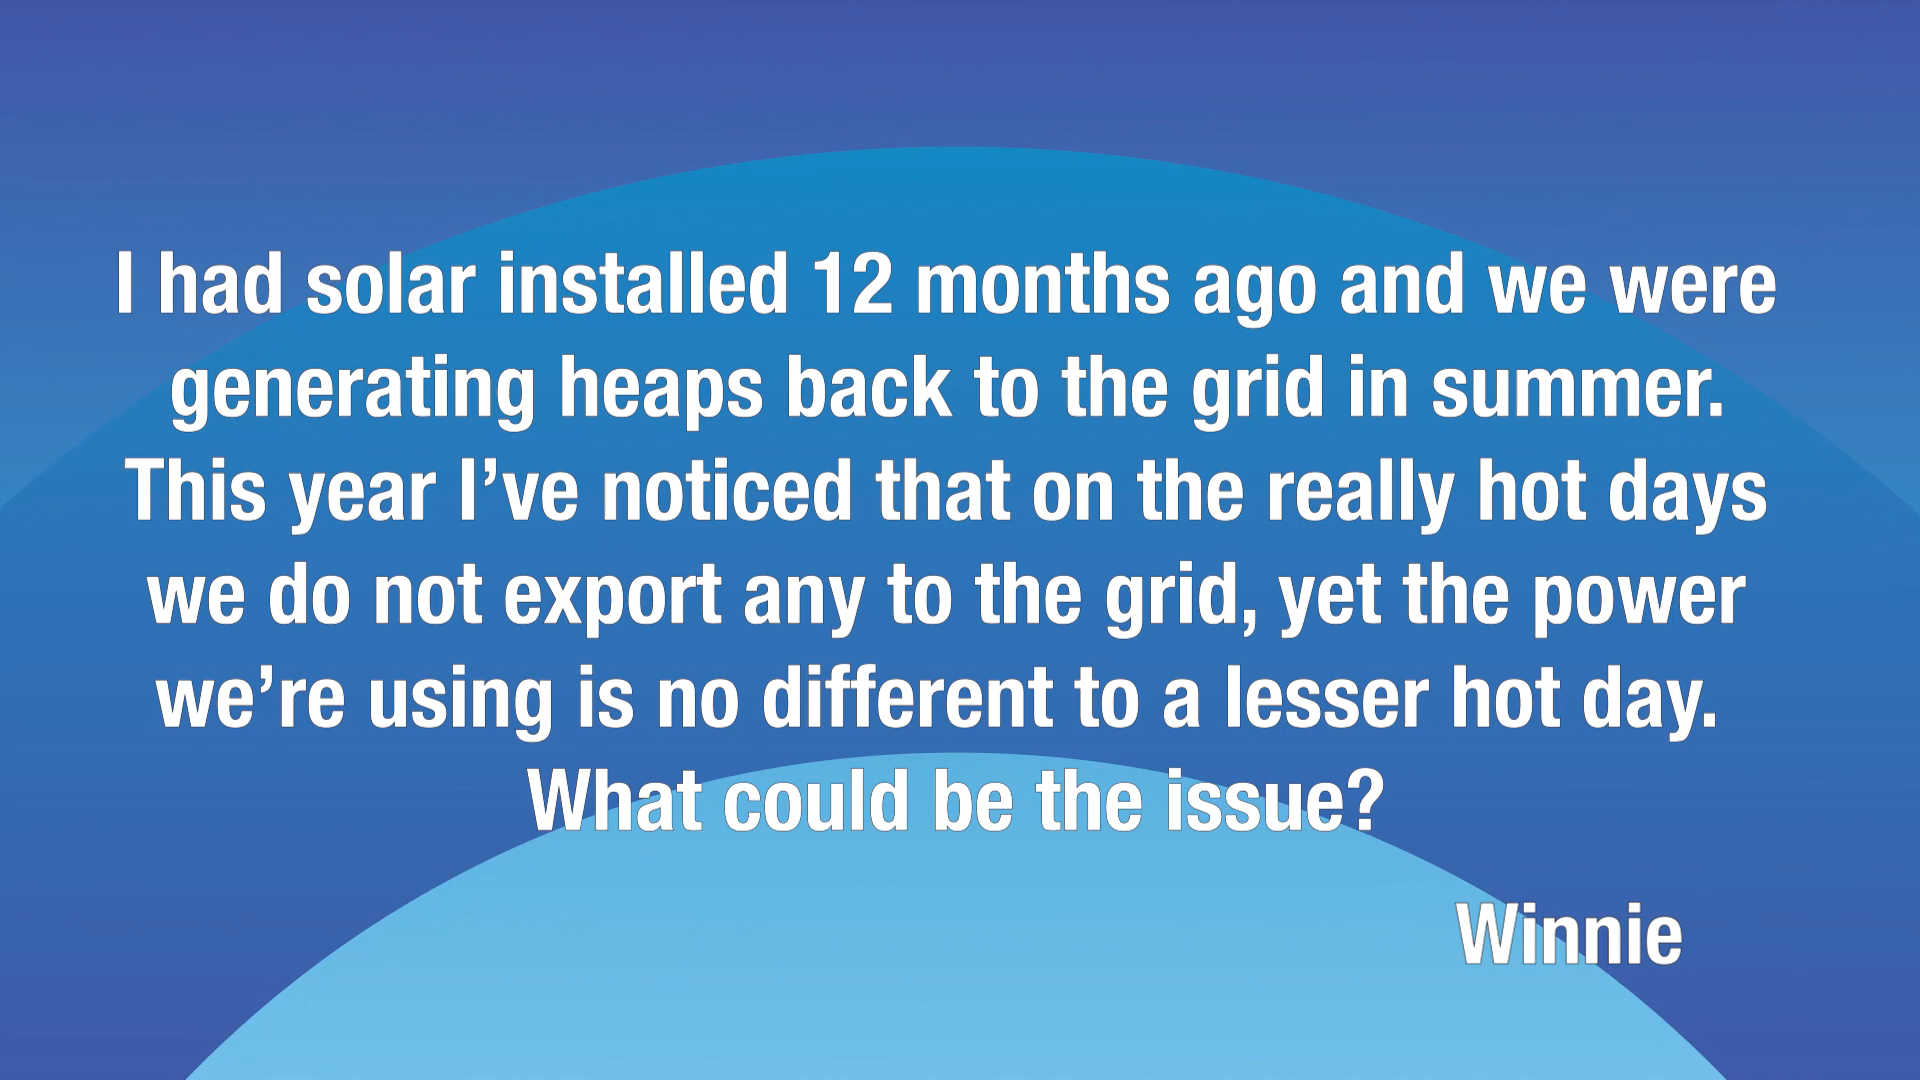 I had solar installed 12 months ago and we were
generating heaps back to the grid in summer.
This year I’ve noticed that on the really hot days
we do not export any to the grid, yet the power
we’re using is no different to a lesser hot day.
What could be the issue?
Winnie